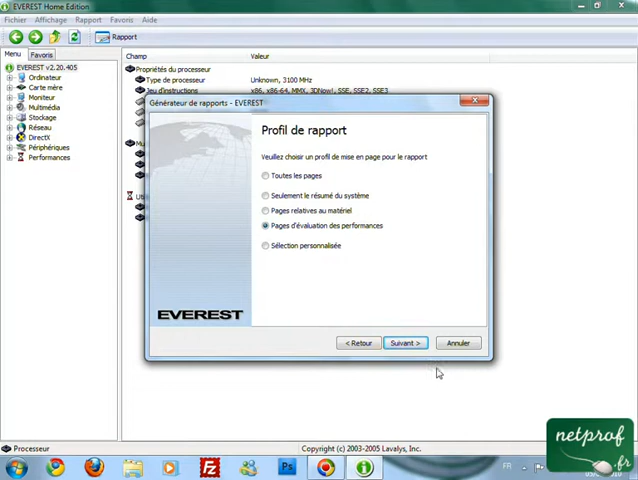 EVEREST Home Edition
Fichier Affichage Rapport Favoris Aide
Rapport
Menu Favoris
EVEREST v2.20.405
Ordinateur
Carte mère
Moniteur
Multimédia
Stockage
Réseau
DirectX
Périphériques
Performances
Champ Valeur
Propriétés du processeur
Type de processeur Unknown, 3100 MHz
Jeu d'instructions x86, x86-64, MMX, 3DNow!, SSE, SSE2, SSE3
Générateur de rapports - EVEREST
Profil de rapport
Veuillez choisir un profil de mise en page pour le rapport
Toutes les pages
Seulement le résumé du système
Pages relatives au matériel
Pages d'évaluation des performances
Sélection personnalisée
EVEREST
< Retour Suivant > Annuler
Processeur Copyright (c) 2003-2005 Lavalys, Inc.
FR
netprof
.fr